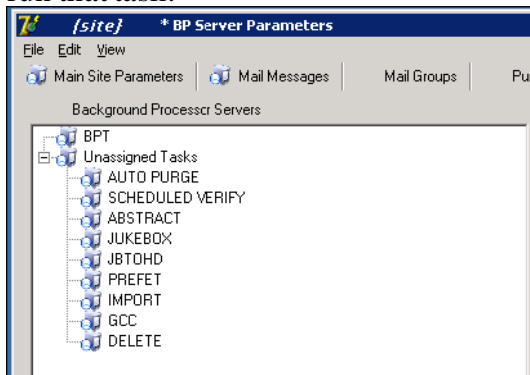 {site} * BP Server Parameters
File Edit View
Main Site Parameters Mail Messages Mail Groups Pu
Background Processor Servers
BPT
Unassigned Tasks
AUTO PURGE
SCHEDULED VERIFY
ABSTRACT
JUKEBOX
JBTOHD
PREFET
IMPORT
GCC
DELETE